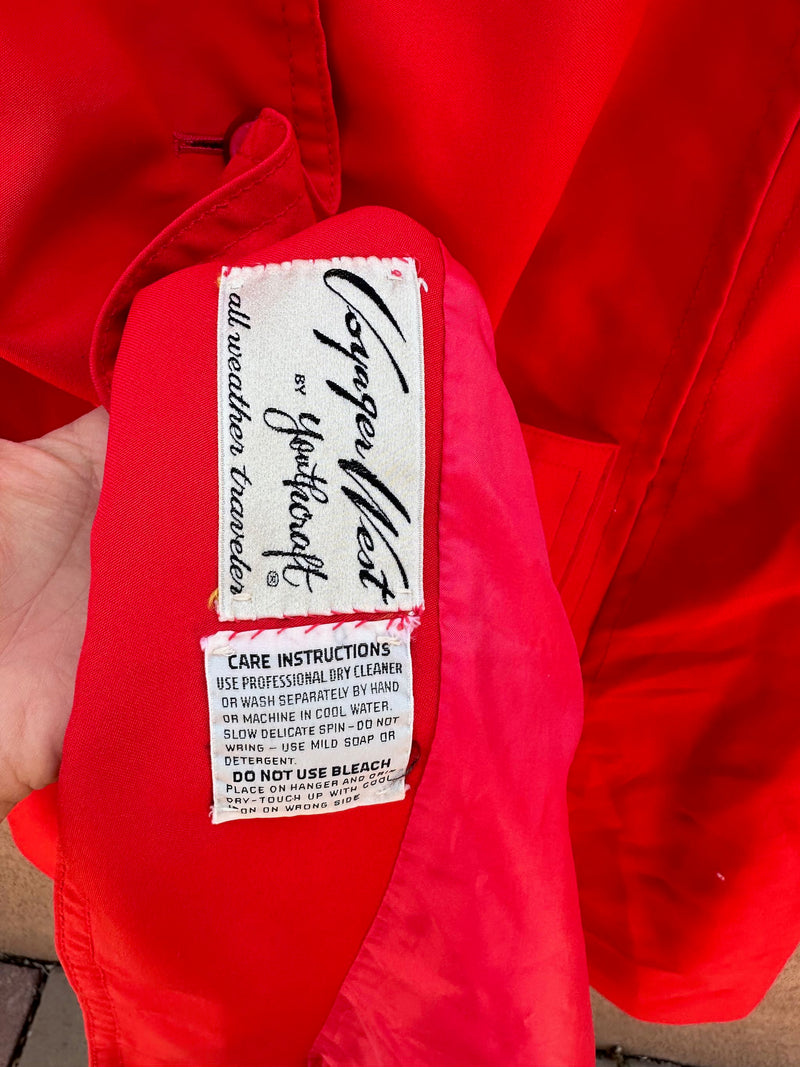 Voyager West
BY Youthcraft ®
all weather traveler
CARE INSTRUCTIONS
USE PROFESSIONAL DRY CLEANER
OR WASH SEPARATELY BY HAND
OR MACHINE IN COOL WATER.
SLOW DELICATE SPIN – DO NOT
WRING – USE MILD SOAP OR
DETERGENT.
DO NOT USE BLEACH
PLACE ON HANGER AND DRIP
DRY-TOUCH UP WITH COOL
IRON ON WRONG SIDE